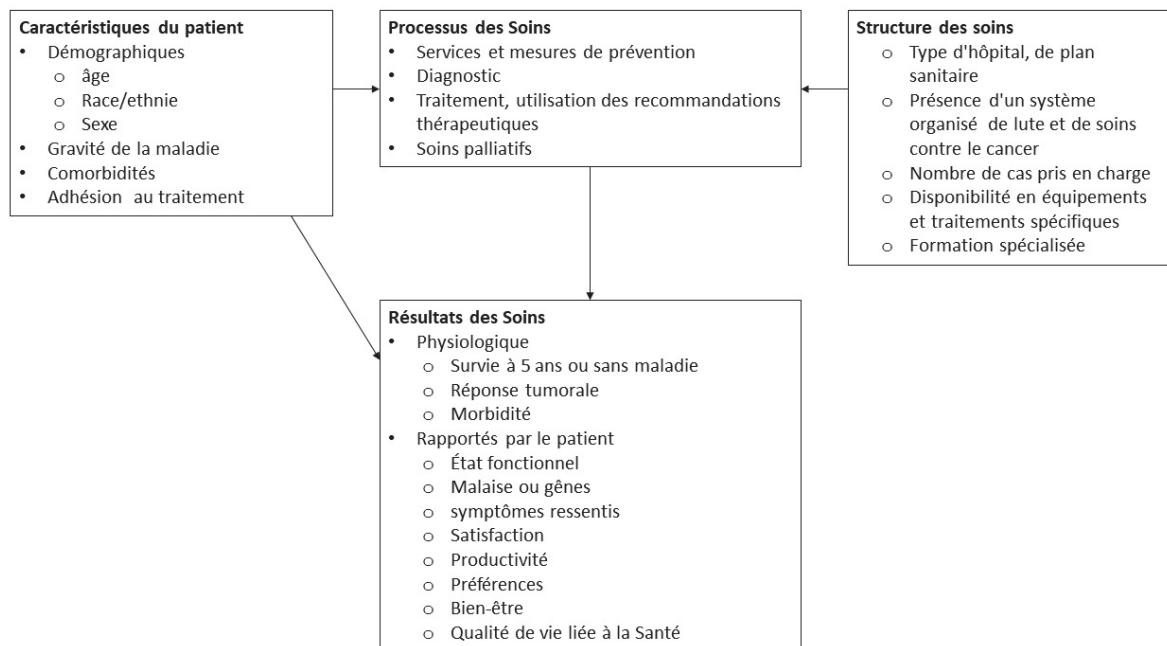 Caractéristiques du patient
• Démographiques
o âge
o Race/ethnie
o Sexe
• Gravité de la maladie
• Comorbidités
• Adhésion au traitement
Processus des Soins
• Services et mesures de prévention
• Diagnostic
• Traitement, utilisation des recommandations
thérapeutiques
• Soins palliatifs
Structure des soins
o Type d'hôpital, de plan
sanitaire
o Présence d'un système
organisé de lute et de soins
contre le cancer
o Nombre de cas pris en charge
o Disponibilité en équipements
et traitements spécifiques
o Formation spécialisée
Résultats des Soins
• Physiologique
o Survie à 5 ans ou sans maladie
o Réponse tumorale
o Morbidité
• Rapportés par le patient
o État fonctionnel
o Malaise ou gênes
o symptômes ressentis
o Satisfaction
o Productivité
o Préférences
o Bien-être
o Qualité de vie liée à la Santé